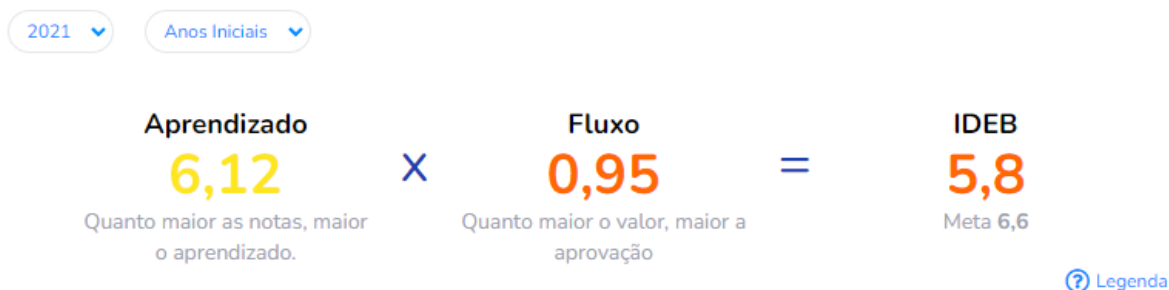 2021
Anos Iniciais
Aprendizado
6,12
Quanto maior as notas, maior
o aprendizado.
X
Fluxo
0,95
Quanto maior o valor, maior a
aprovação
=
IDEB
5,8
Meta 6,6
? Legenda